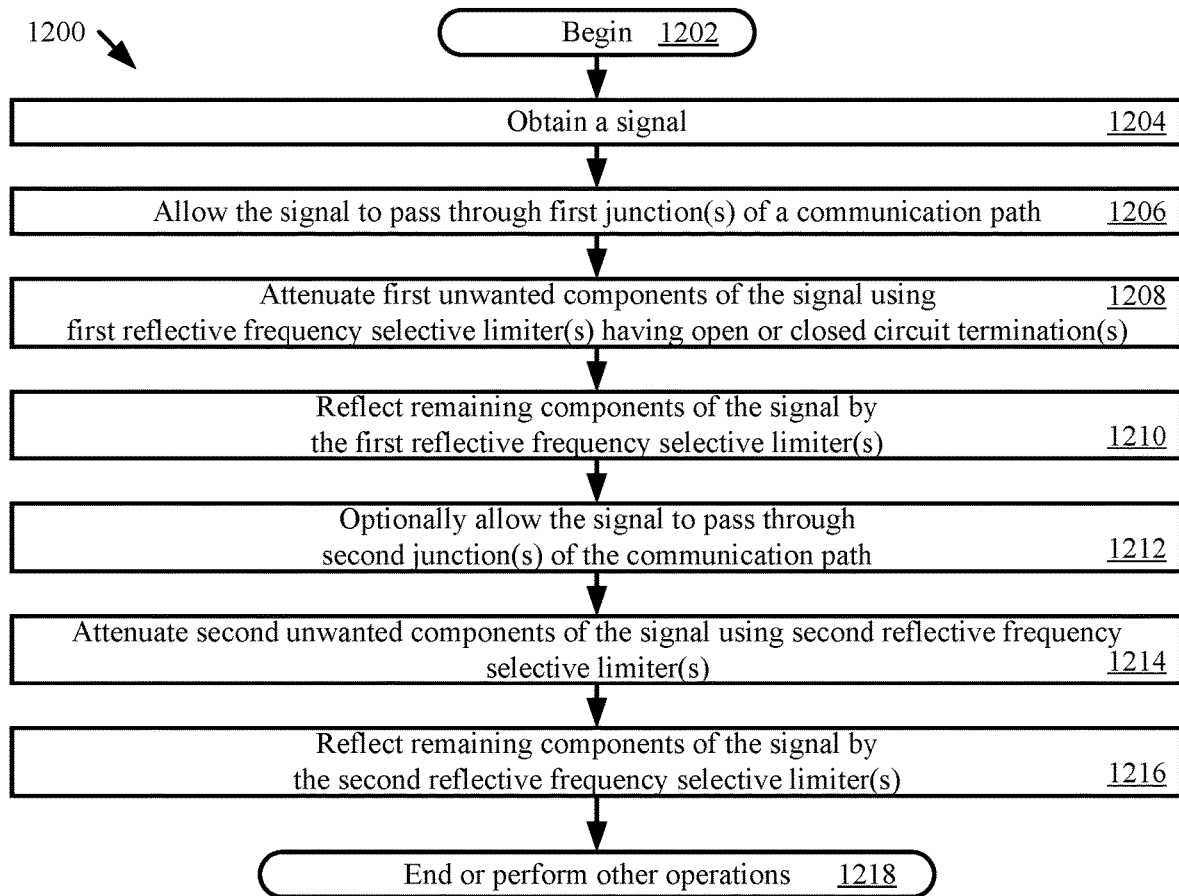 1200
Begin 1202
Obtain a signal 1204
Allow the signal to pass through first junction(s) of a communication path 1206
Attenuate first unwanted components of the signal using 1208
first reflective frequency selective limiter(s) having open or closed circuit termination(s)
Reflect remaining components of the signal by
the first reflective frequency selective limiter(s) 1210
Optionally allow the signal to pass through
second junction(s) of the communication path 1212
Attenuate second unwanted components of the signal using second reflective frequency
selective limiter(s) 1214
Reflect remaining components of the signal by
the second reflective frequency selective limiter(s) 1216
End or perform other operations 1218